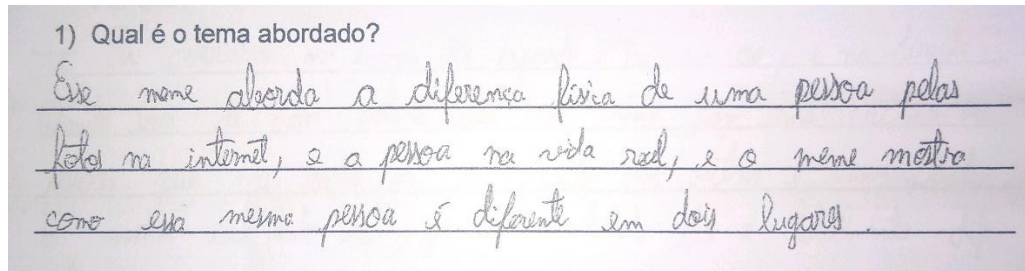 1) Qual é o tema abordado?
Esse meme aborda a diferença física de uma pessoa pelas
fotos na internet, e a pessoa na vida real, e o meme mostra
como essa mesma pessoa é diferente em dois lugares.